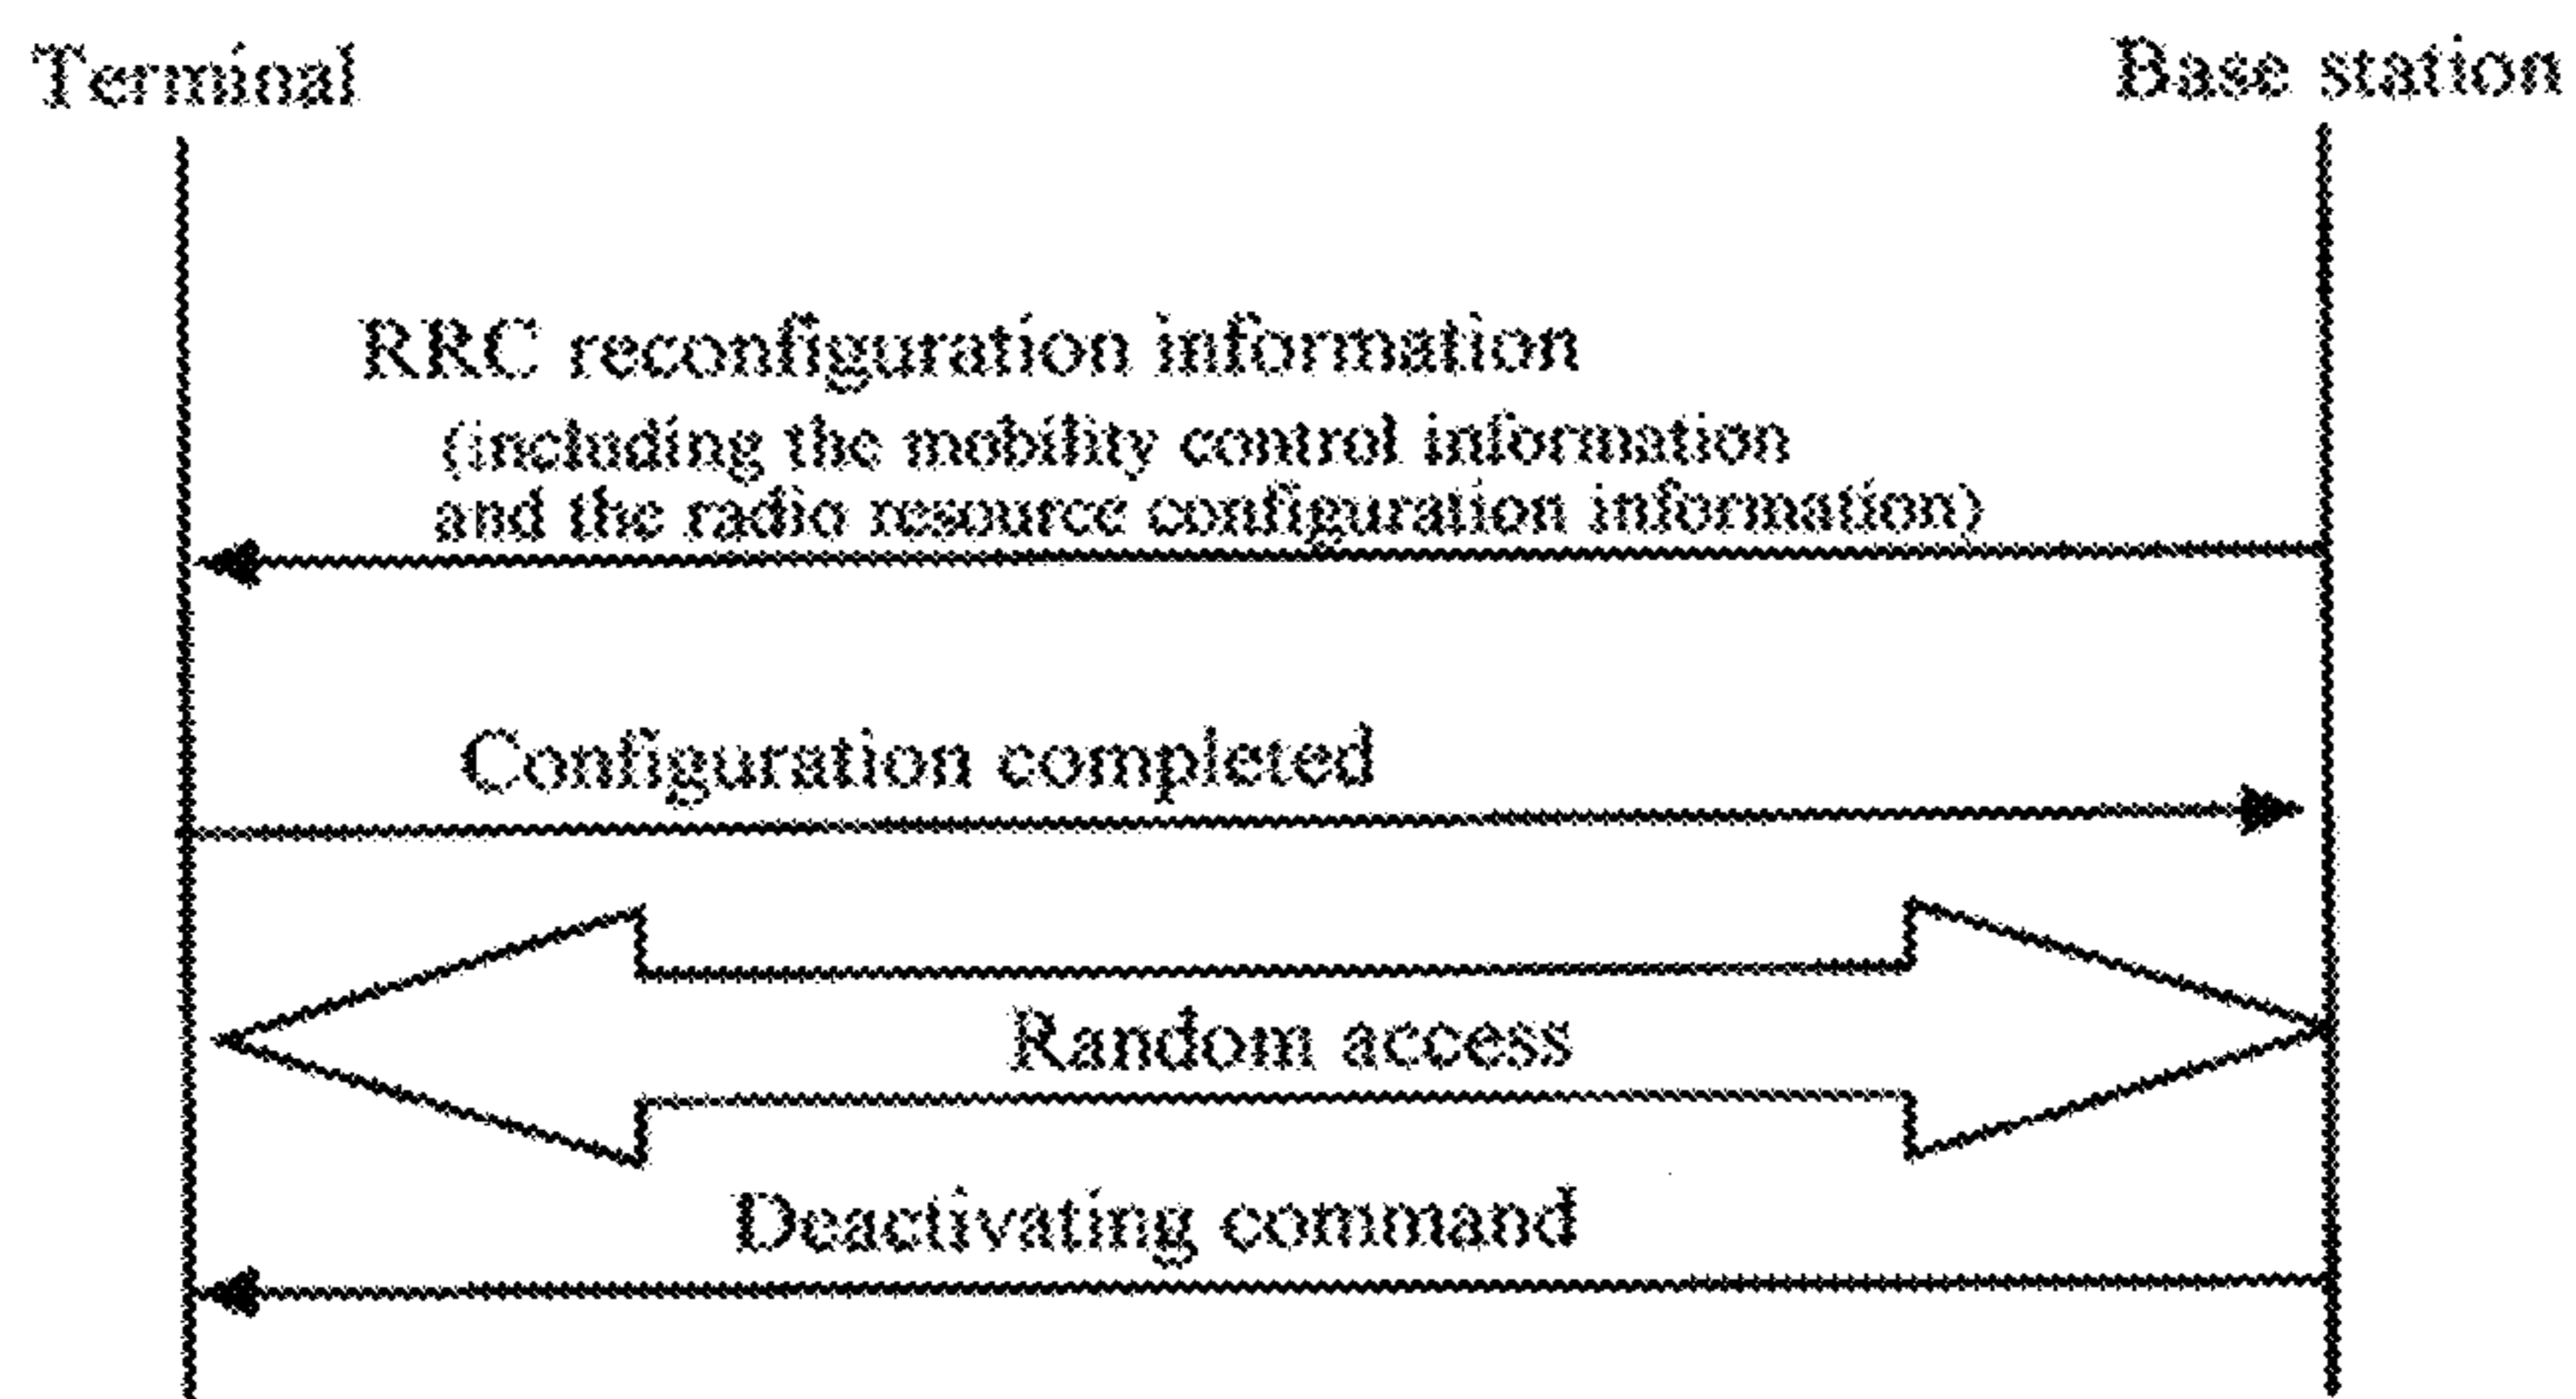 Terminal
Base station
RRC reconfiguration information
(including the mobility control information
and the radio resource configuration information)
Configuration completed
Random access
Deactivating command